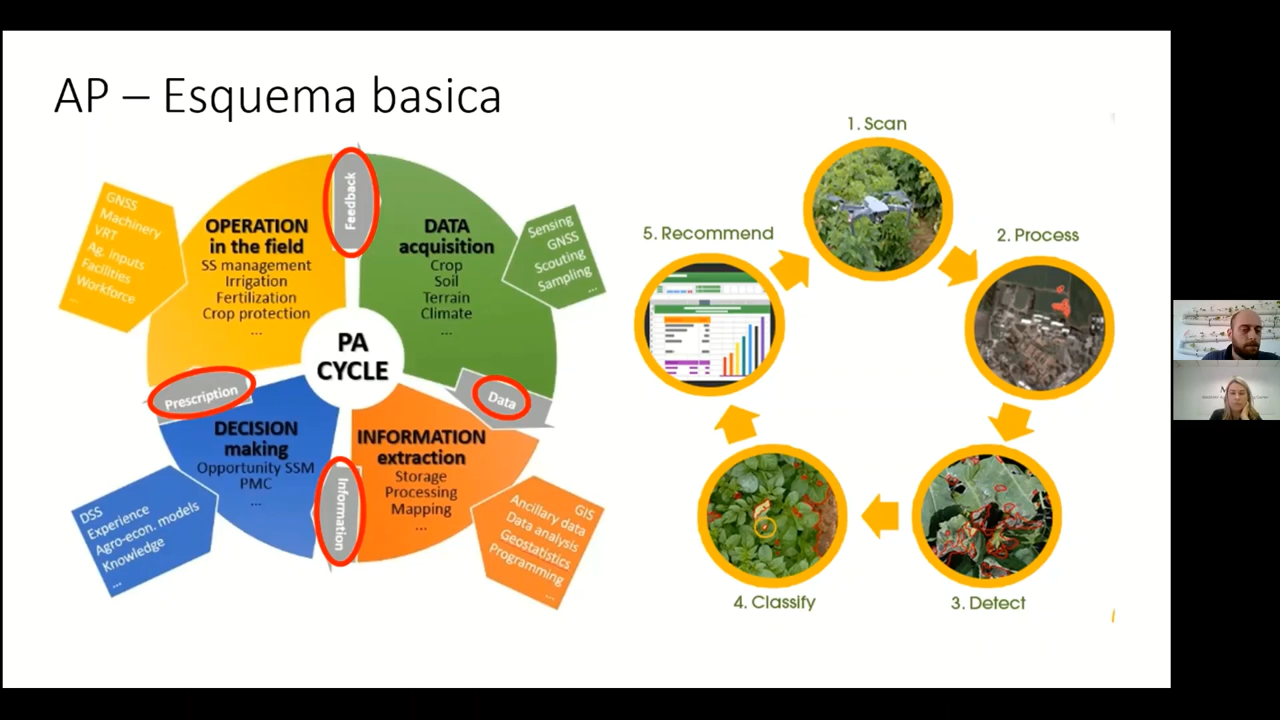 AP – Esquema basica
OPERATION
in the field
SS management
Irrigation
Fertilization
Crop protection
...
GNSS
Machinery
VRT
Ag. inputs
Facilities
Workforce
...
Feedback
DATA
acquisition
Crop
Soil
Terrain
Climate
...
Sensing
GNSS
Scouting
Sampling
...
PA
CYCLE
Prescription
Data
DECISION
making
Opportunity SSM
PMC
...
DSS
Experience
Agro-econ. models
Knowledge
...
Information
INFORMATION
extraction
Storage
Processing
Mapping
...
GIS
Ancillary data
Data analysis
Geostatistics
Programming
...
1. Scan
2. Process
3. Detect
4. Classify
5. Recommend